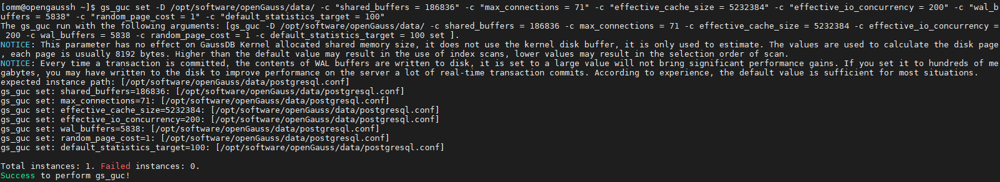 [omm@opengaussh ~]$ gs_guc set -D /opt/software/openGauss/data/ -c "shared_buffers = 186836" -c "max_connections = 71" -c "effective_cache_size = 5232384" -c "effective_io_concurrency = 200" -c "wal_b
uffers = 5838" -c "random_page_cost = 1" -c "default_statistics_target = 100"
The gs_guc run with the following arguments: [gs_guc -D /opt/software/openGauss/data/ -c shared_buffers = 186836 -c max_connections = 71 -c effective_cache_size = 5232384 -c effective_io_concurrency =
 200 -c wal_buffers = 5838 -c random_page_cost = 1 -c default_statistics_target = 100 set ].
NOTICE: This parameter has no effect on GaussDB Kernel allocated shared memory size, it does not use the kernel disk buffer, it is only used to estimate. The values are used to calculate the disk page
, each page is usually 8192 bytes. Higher than the default value may result in the use of index scans, lower values may result in the selection order of scan.
NOTICE: Every time a transaction is committed, the contents of WAL buffers are written to disk, it is set to a large value will not bring significant performance gains. If you set it to hundreds of me
gabytes, you may have written to the disk to improve performance on the server a lot of real-time transaction commits. According to experience, the default value is sufficient for most situations.
expected instance path: [/opt/software/openGauss/data/postgresql.conf]
gs_guc set: shared_buffers=186836: [/opt/software/openGauss/data/postgresql.conf]
gs_guc set: max_connections=71: [/opt/software/openGauss/data/postgresql.conf]
gs_guc set: effective_cache_size=5232384: [/opt/software/openGauss/data/postgresql.conf]
gs_guc set: effective_io_concurrency=200: [/opt/software/openGauss/data/postgresql.conf]
gs_guc set: wal_buffers=5838: [/opt/software/openGauss/data/postgresql.conf]
gs_guc set: random_page_cost=1: [/opt/software/openGauss/data/postgresql.conf]
gs_guc set: default_statistics_target=100: [/opt/software/openGauss/data/postgresql.conf]

Total instances: 1. Failed instances: 0.
Success to perform gs_guc!